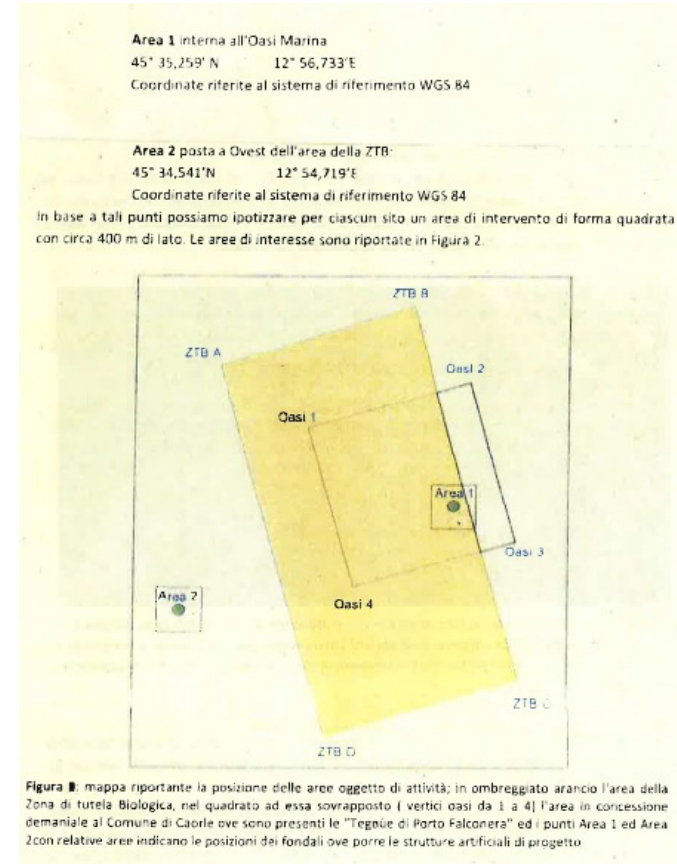 Area 1 interna all'Oasi Marina
45° 35,259' N 12° 56,733'E
Coordinate riferite al sistema di riferimento WGS 84
Area 2 posta a Ovest dell'area della ZTB:
45° 34,541'N 12° 54,719'E
Coordinate riferite al sistema di riferimento WGS 84
In base a tali punti possiamo ipotizzare per ciascun sito un area di intervento di forma quadrata
con circa 400 m di lato. Le aree di interesse sono riportate in Figura 2.
ZTB B
ZTB A
Oasi 2
Oasi 1
Area 1
Oasi 3
Area 2
Oasi 4
ZTB C
ZTB D
Figura : mappa riportante la posizione delle aree oggetto di attività; in ombreggiato arancio l'area della
Zona di tutela Biologica, nel quadrato ad essa sovrapposto ( vertici oasi da 1 a 4) l'area in concessione
demaniale al Comune di Caorle ove sono presenti le "Tegnùe di Porto Falconera" ed i punti Area 1 ed Area
2con relative aree indicano le posizioni dei fondali ove porre le strutture artificiali di progetto